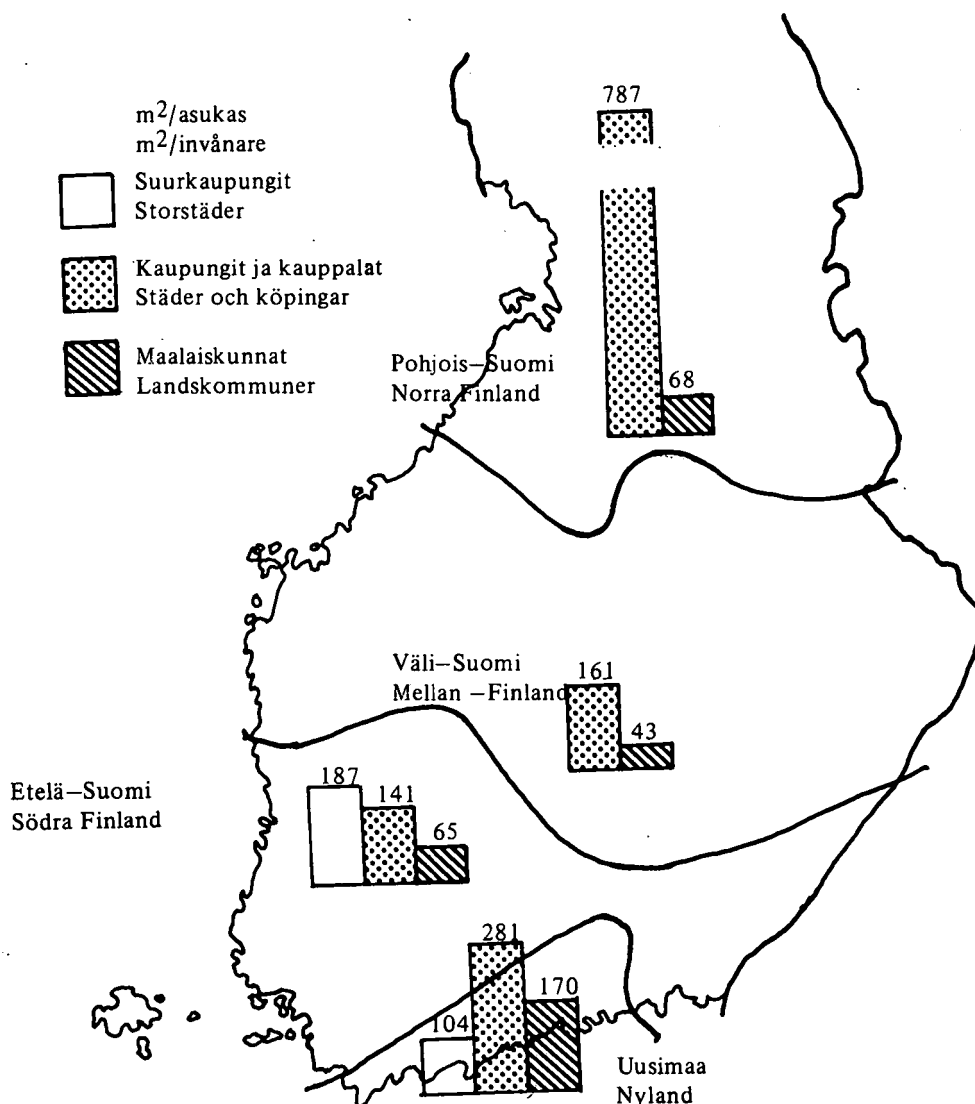 m²/asukas
m²/invånare
Suurkaupungit
Storstäder
Kaupungit ja kauppalat
Städer och köpingar
Maalaiskunnat
Landskommuner
787
Pohjois–Suomi
Norra Finland
68
Väli–Suomi
Mellan –Finland
161
43
Etelä–Suomi
Södra Finland
187
141
65
281
170
104
Uusimaa
Nyland